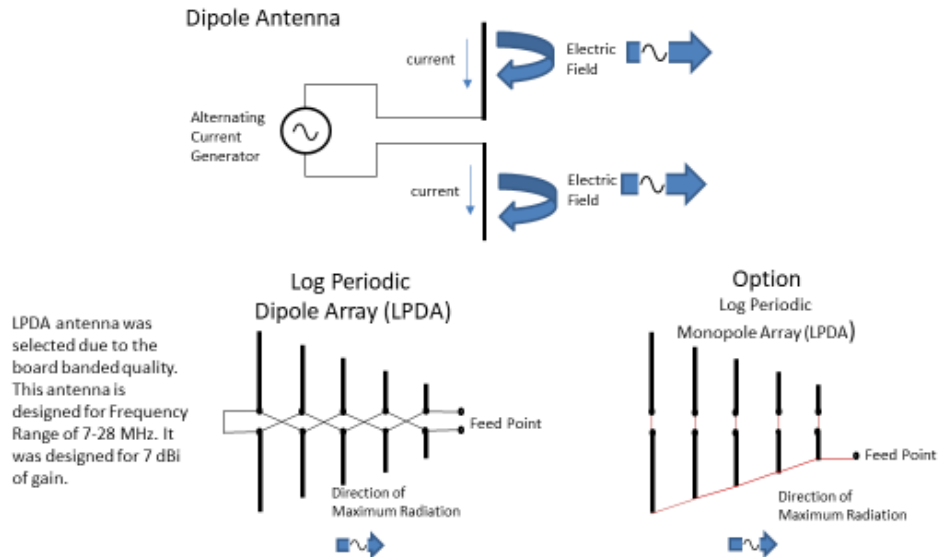 Dipole Antenna
current
Electric
Field
Alternating
Current
Generator
current
Electric
Field
LPDA antenna was
selected due to the
board banded quality.
This antenna is
designed for Frequency
Range of 7-28 MHz. It
was designed for 7 dBi
of gain.
Log Periodic
Dipole Array (LPDA)
Feed Point
Direction of
Maximum Radiation
Option
Log Periodic
Monopole Array (LPDA)
Feed Point
Direction of
Maximum Radiation